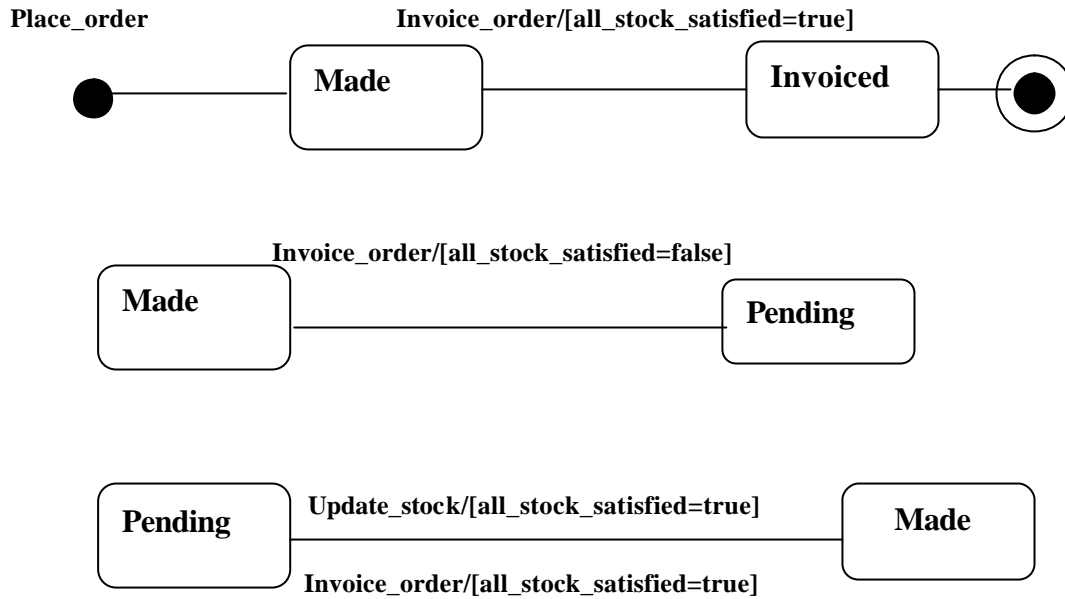 Place_order
Invoice_order/[all_stock_satisfied=true]
Made
Invoiced
Invoice_order/[all_stock_satisfied=false]
Made
Pending
Pending
Update_stock/[all_stock_satisfied=true]
Made
Invoice_order/[all_stock_satisfied=true]